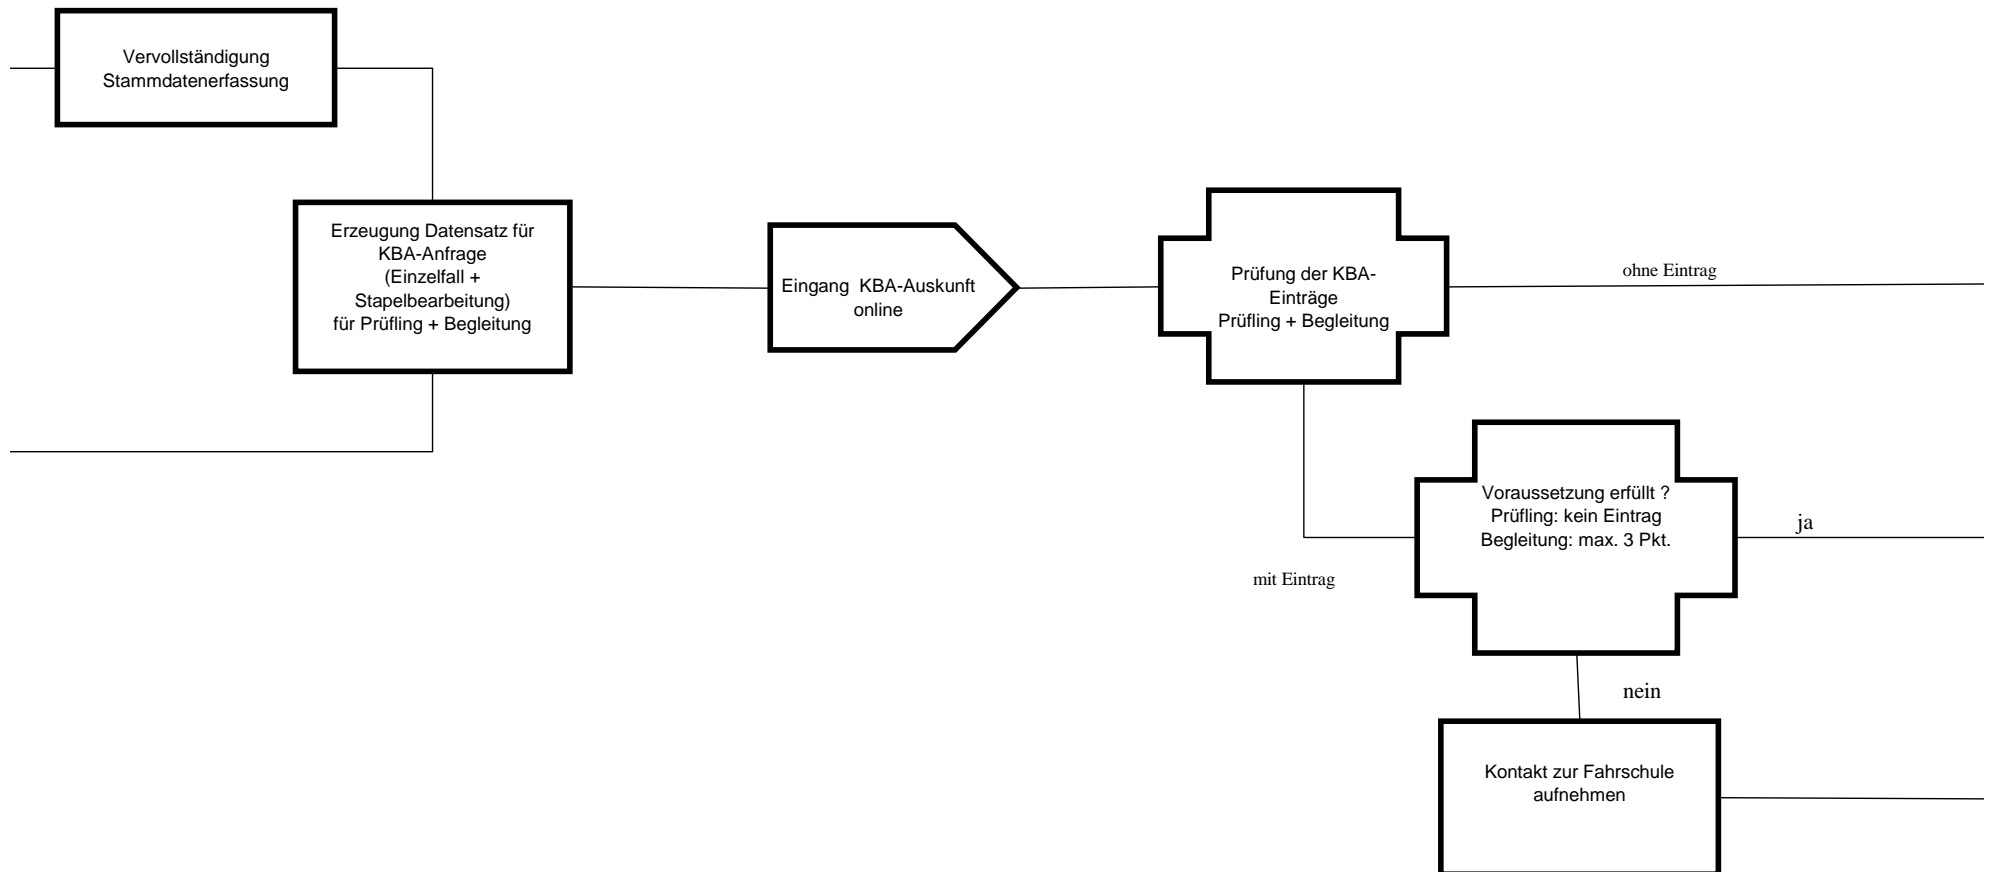 Vervollständigung
Stammdatenerfassung
Erzeugung Datensatz für
KBA-Anfrage
(Einzelfall +
Stapelbearbeitung)
für Prüfling + Begleitung
Eingang  KBA-Auskunft
online
Prüfung der KBA-
Einträge
Prüfling + Begleitung
ohne Eintrag
mit Eintrag
Voraussetzung erfüllt ?
Prüfling: kein Eintrag
Begleitung: max. 3 Pkt.
ja
nein
Kontakt zur Fahrschule
aufnehmen